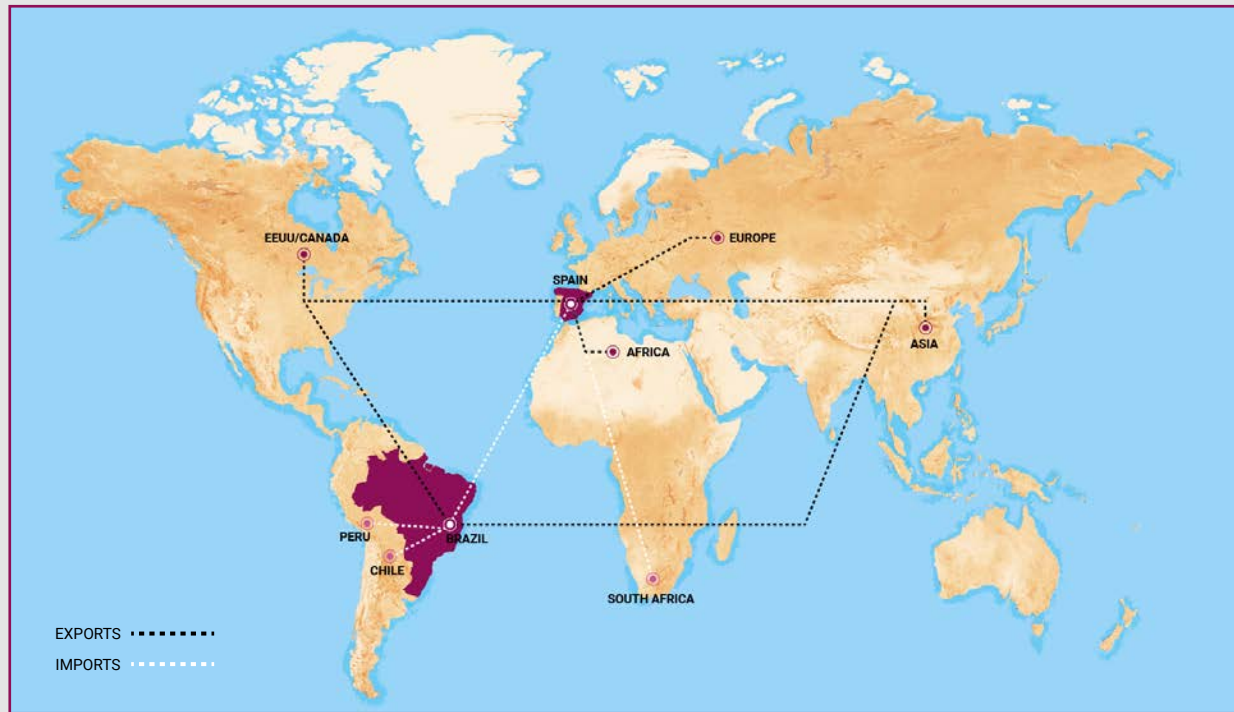 EEUU/CANADA
EUROPE
SPAIN
AFRICA
ASIA
PERU
BRAZIL
CHILE
SOUTH AFRICA
EXPORTS
IMPORTS